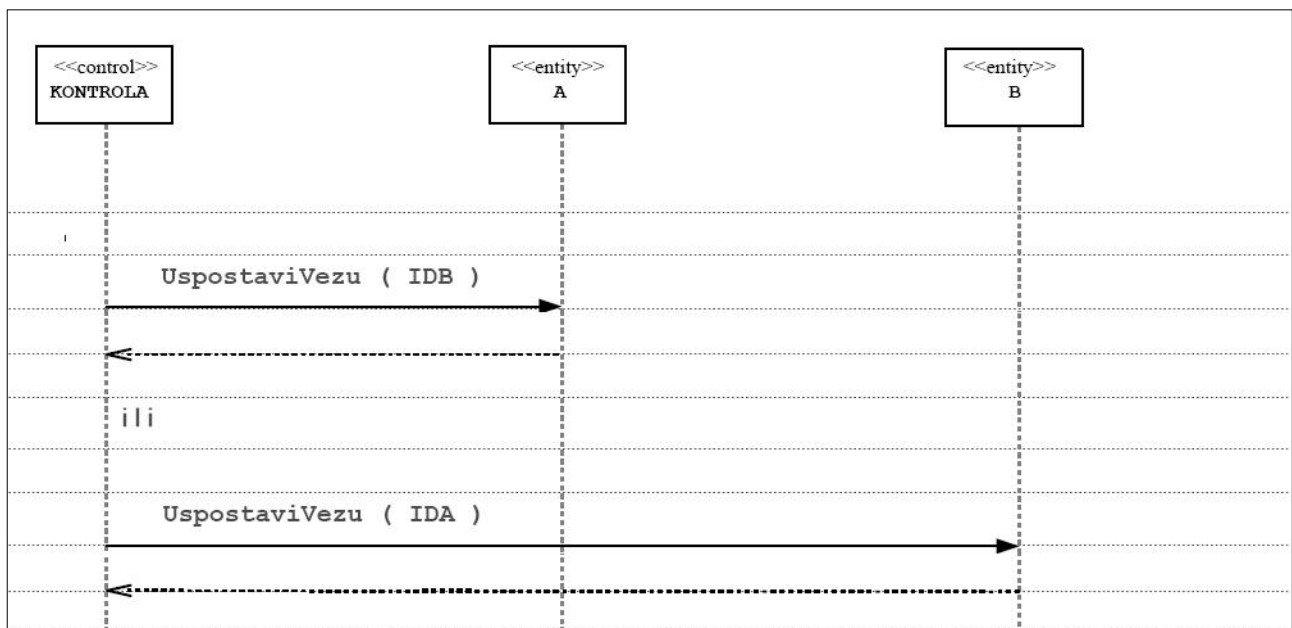 <<control>>
KONTROLA
<<entity>>
A
<<entity>>
B
UspostaviVezu ( IDB )
ili
UspostaviVezu ( IDA )